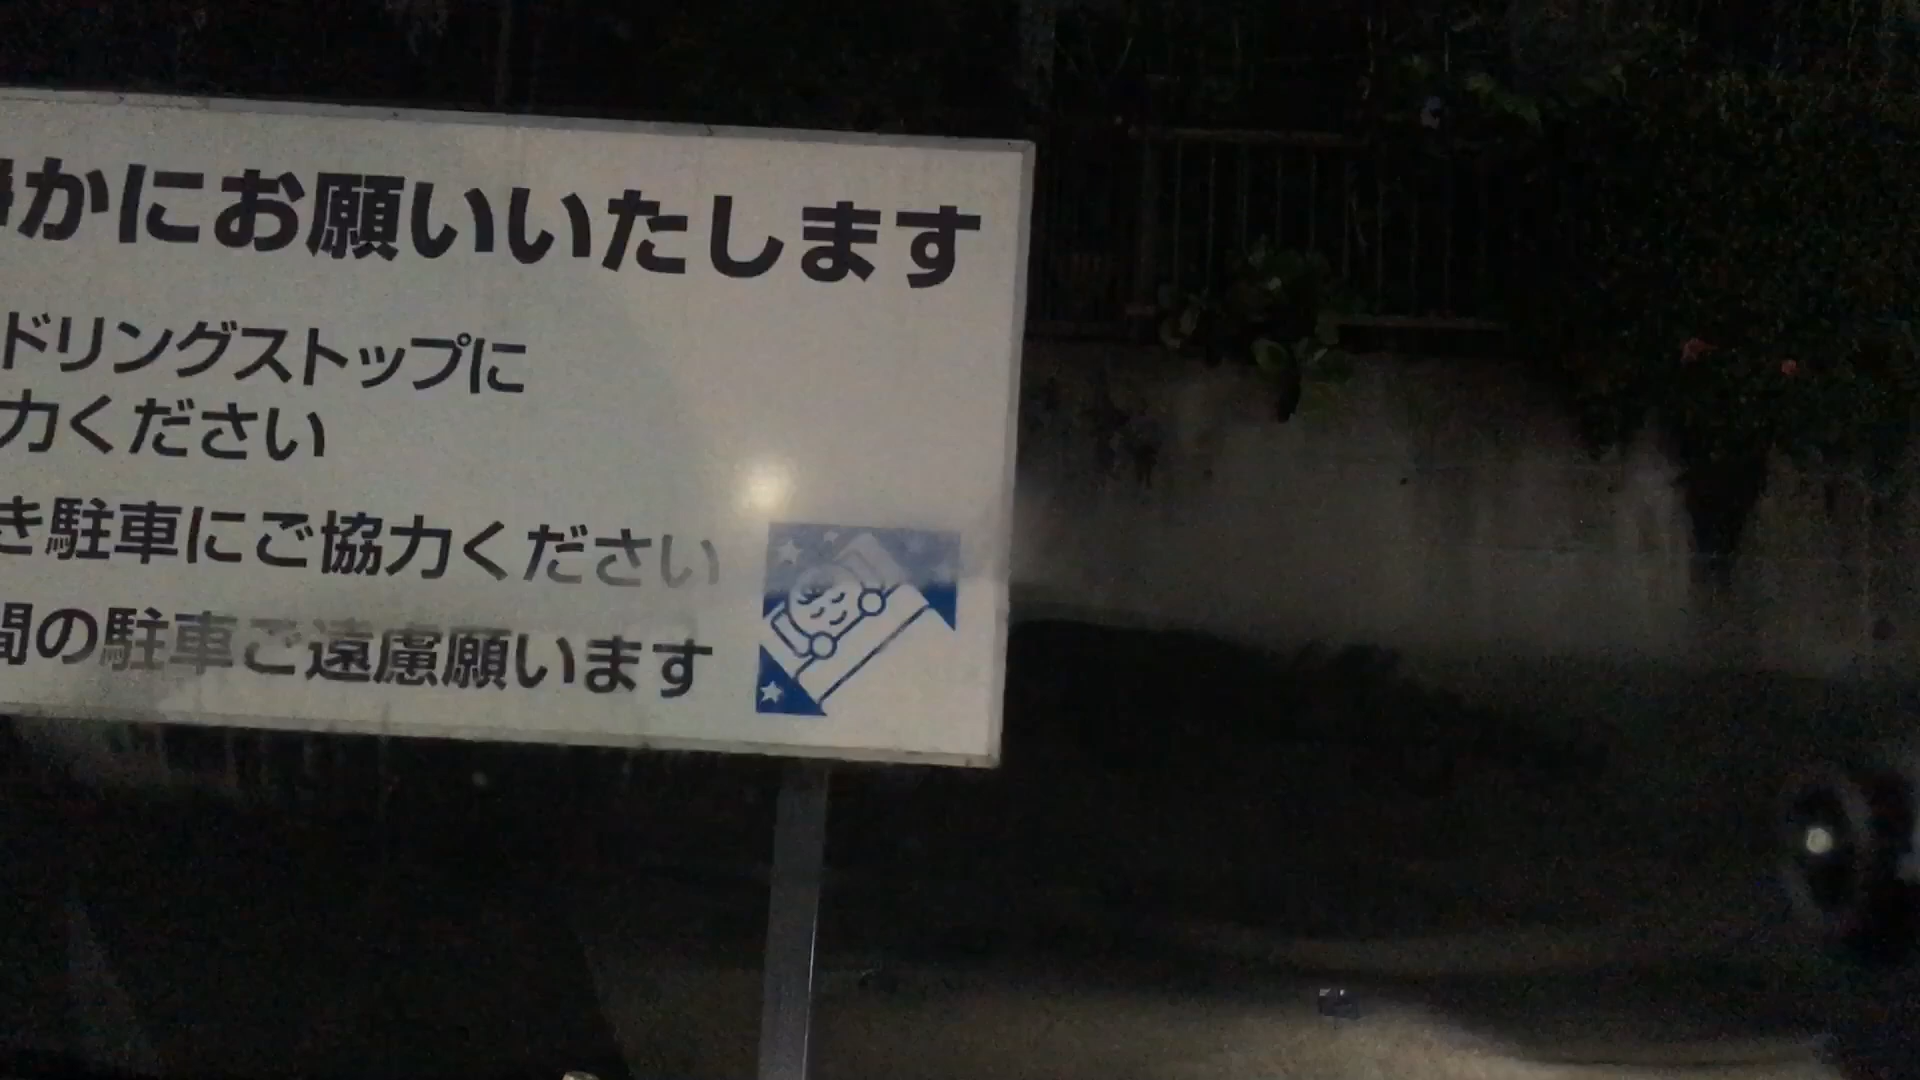 かにお願いいたします
ドリングストップに
力ください
き駐車にご協力ください
間の駐車ご遠慮願います